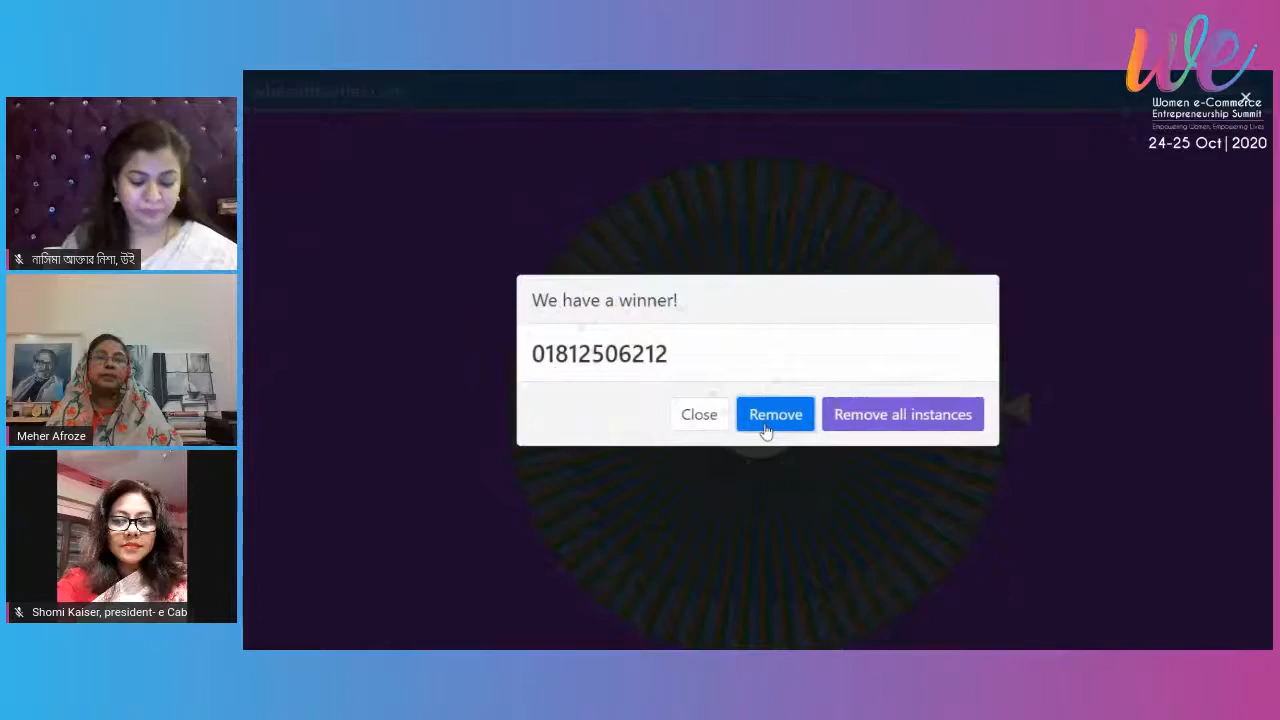 we
Women e-Commerce
Entrepreneurship Summit
Empowering Women, Empowering Lives
24-25 Oct | 2020
নাসিমা আক্তার নিশা, উই
Meher Afroze
Shomi Kaiser, president- e Cab
We have a winner!
01812506212
Close
Remove
Remove all instances